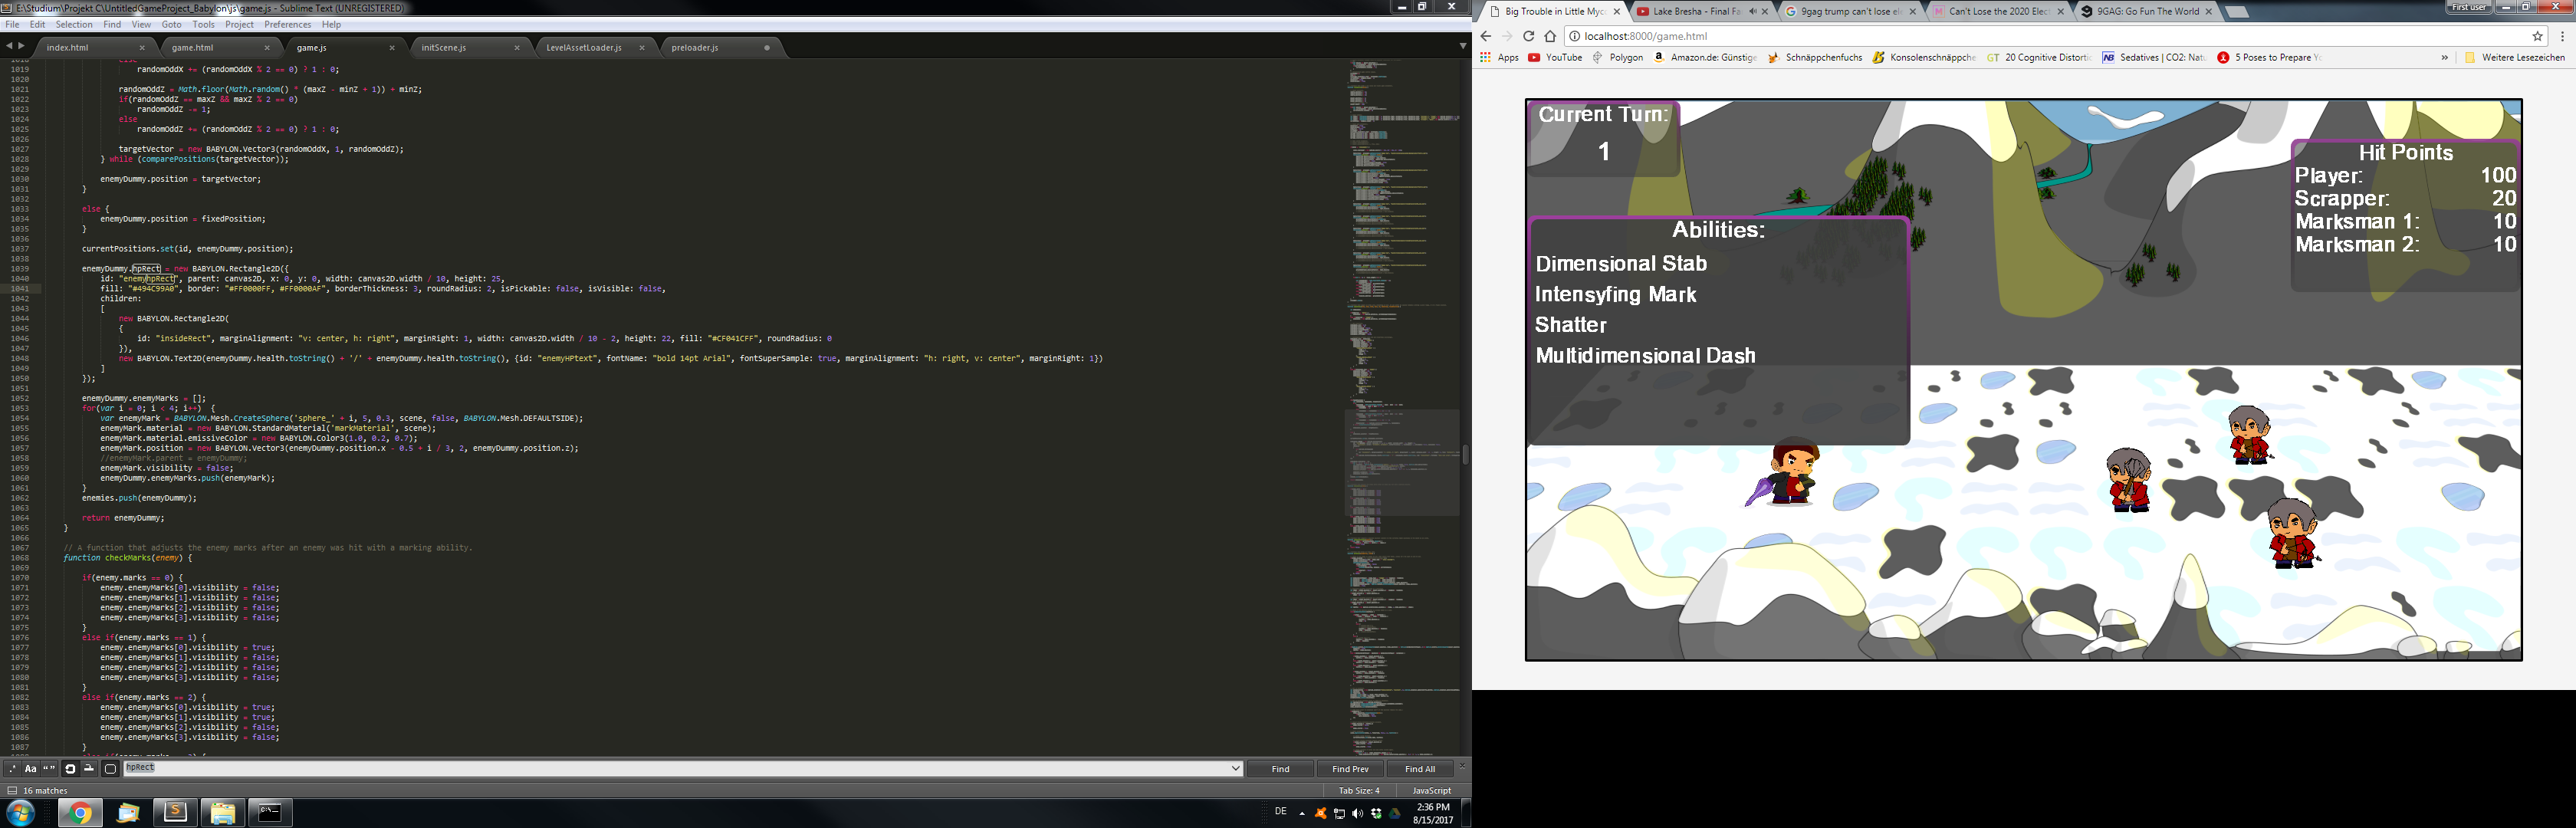 E:\Studium\Projekt C\UntitledGameProject_Babylon\js\game.js - Sublime Text (UNREGISTERED)
File Edit Selection Find View Goto Tools Project Preferences Help
index.html game.html game.js initScene.js LevelAssetLoader.js preloader.js
1019 randomOddX += (randomOddX % 2 == 0) ? 1 : 0;
1020
1021 randomOddZ = Math.floor(Math.random() * (maxZ - minZ + 1)) + minZ;
1022 if(randomOddZ == maxZ && maxZ % 2 == 0)
1023 randomOddZ -= 1;
1024 else
1025 randomOddZ += (randomOddZ % 2 == 0) ? 1 : 0;
1026
1027 targetVector = new BABYLON.Vector3(randomOddX, 1, randomOddZ);
1028 } while (comparePositions(targetVector));
1029
1030 enemyDummy.position = targetVector;
1031 }
1032
1033 else {
1034 enemyDummy.position = fixedPosition;
1035 }
1036
1037 currentPositions.set(id, enemyDummy.position);
1038
1039 enemyDummy.hpRect = new BABYLON.Rectangle2D({
1040 id: "enemyhpRect", parent: canvas2D, x: 0, y: 0, width: canvas2D.width / 10, height: 25,
1041 fill: "#494C99A0", border: "#FF0000FF, #FF0000AF", borderThickness: 3, roundRadius: 2, isPickable: false, isVisible: false,
1042 children:
1043 [
1044 new BABYLON.Rectangle2D(
1045 {
1046 id: "insideRect", marginAlignment: "v: center, h: right", marginRight: 1, width: canvas2D.width / 10 - 2, height: 22, fill: "#CF041CFF", roundRadius: 0
1047 }),
1048 new BABYLON.Text2D(enemyDummy.health.toString() + '/' + enemyDummy.health.toString(), {id: "enemyHPtext", fontName: "bold 14pt Arial", fontSuperSample: true, marginAlignment: "h: right, v: center", marginRight: 1})
1049 ]
1050 });
1051
1052 enemyDummy.enemyMarks = [];
1053 for(var i = 0; i < 4; i++) {
1054 var enemyMark = BABYLON.Mesh.CreateSphere('sphere_' + i, 5, 0.3, scene, false, BABYLON.Mesh.DEFAULTSIDE);
1055 enemyMark.material = new BABYLON.StandardMaterial('markMaterial', scene);
1056 enemyMark.material.emissiveColor = new BABYLON.Color3(1.0, 0.2, 0.7);
1057 enemyMark.position = new BABYLON.Vector3(enemyDummy.position.x - 0.5 + i / 3, 2, enemyDummy.position.z);
1058 //enemyMark.parent = enemyDummy;
1059 enemyMark.visibility = false;
1060 enemyDummy.enemyMarks.push(enemyMark);
1061 }
1062 enemies.push(enemyDummy);
1063
1064 return enemyDummy;
1065 }
1066
1067 // A function that adjusts the enemy marks after an enemy was hit with a marking ability.
1068 function checkMarks(enemy) {
1069
1070 if(enemy.marks == 0) {
1071 enemy.enemyMarks[0].visibility = false;
1072 enemy.enemyMarks[1].visibility = false;
1073 enemy.enemyMarks[2].visibility = false;
1074 enemy.enemyMarks[3].visibility = false;
1075 }
1076 else if(enemy.marks == 1) {
1077 enemy.enemyMarks[0].visibility = true;
1078 enemy.enemyMarks[1].visibility = false;
1079 enemy.enemyMarks[2].visibility = false;
1080 enemy.enemyMarks[3].visibility = false;
1081 }
1082 else if(enemy.marks == 2) {
1083 enemy.enemyMarks[0].visibility = true;
1084 enemy.enemyMarks[1].visibility = true;
1085 enemy.enemyMarks[2].visibility = false;
1086 enemy.enemyMarks[3].visibility = false;
1087 }
.* Aa “” hpRect Find Find Prev Find All
16 matches Tab Size: 4 JavaScript
DE 2:36 PM
8/15/2017
Big Trouble in Little Myc Lake Bresha - Final Fa 9gag trump can't lose ele Can't Lose the 2020 Elect 9GAG: Go Fun The World First user
localhost:8000/game.html
Apps YouTube Polygon Amazon.de: Günstige Schnäppchenfuchs Konsolenschnäppche GT 20 Cognitive Distorti NB Sedatives | CO2: Natu 5 Poses to Prepare Yo » Weitere Lesezeichen
Current Turn:
1
Hit Points
Player: 100
Scrapper: 20
Marksman 1: 10
Marksman 2: 10
Abilities:
Dimensional Stab
Intensyfing Mark
Shatter
Multidimensional Dash